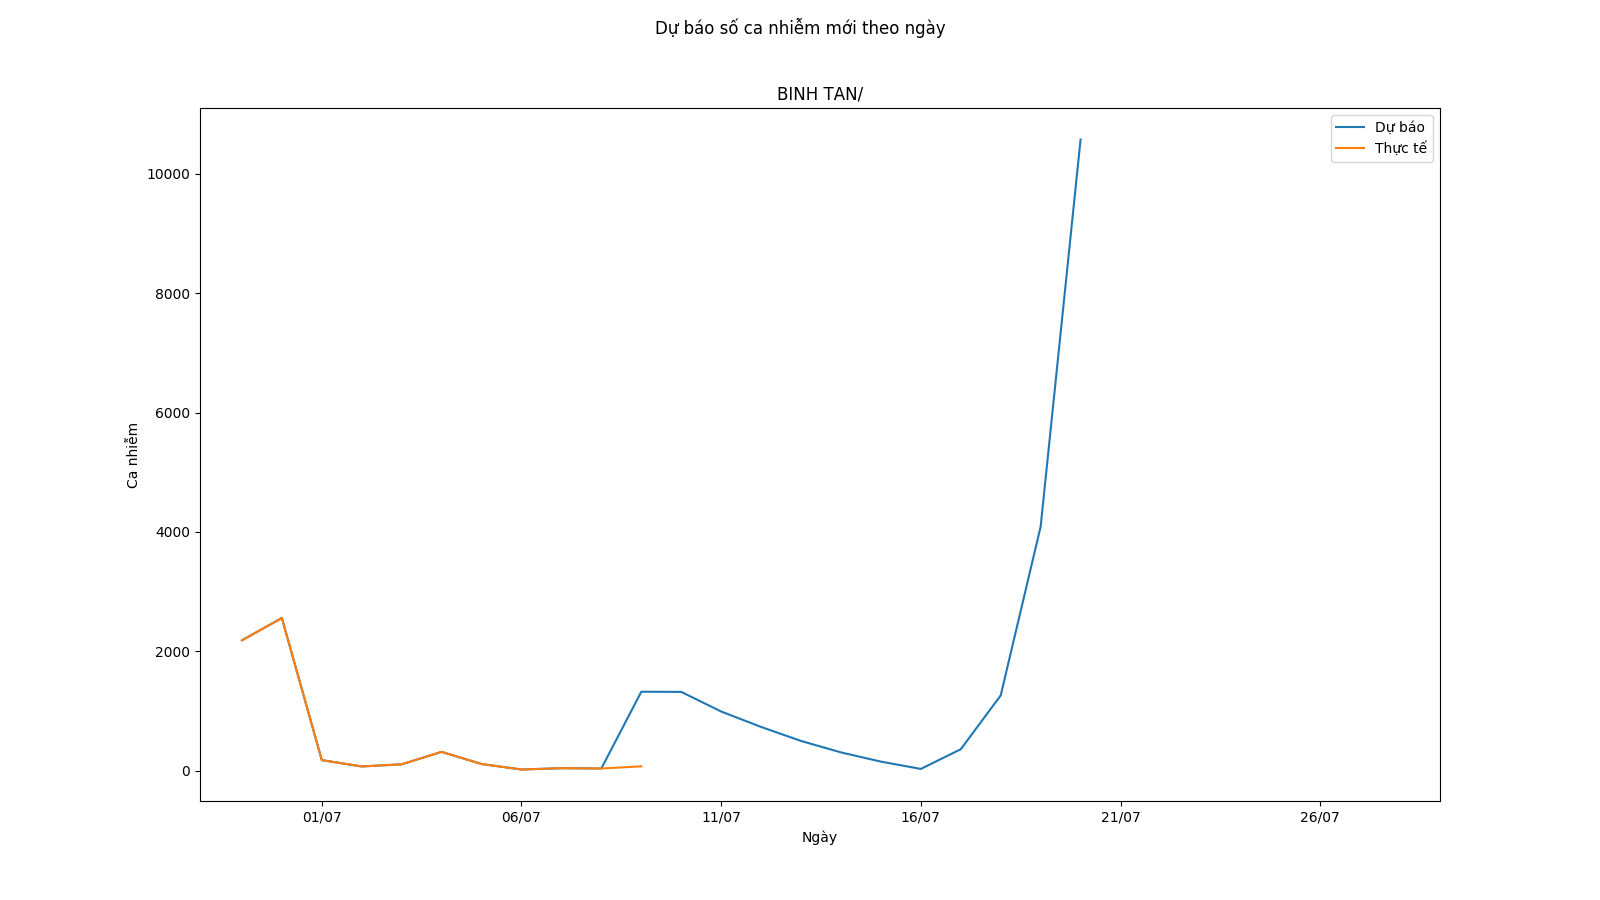 Dự báo số ca nhiễm mới theo ngày
BINH TAN/
Dự báo
Thực tế
10000
8000
6000
4000
2000
0
Ca nhiễm
01/07
06/07
11/07
16/07
21/07
26/07
Ngày